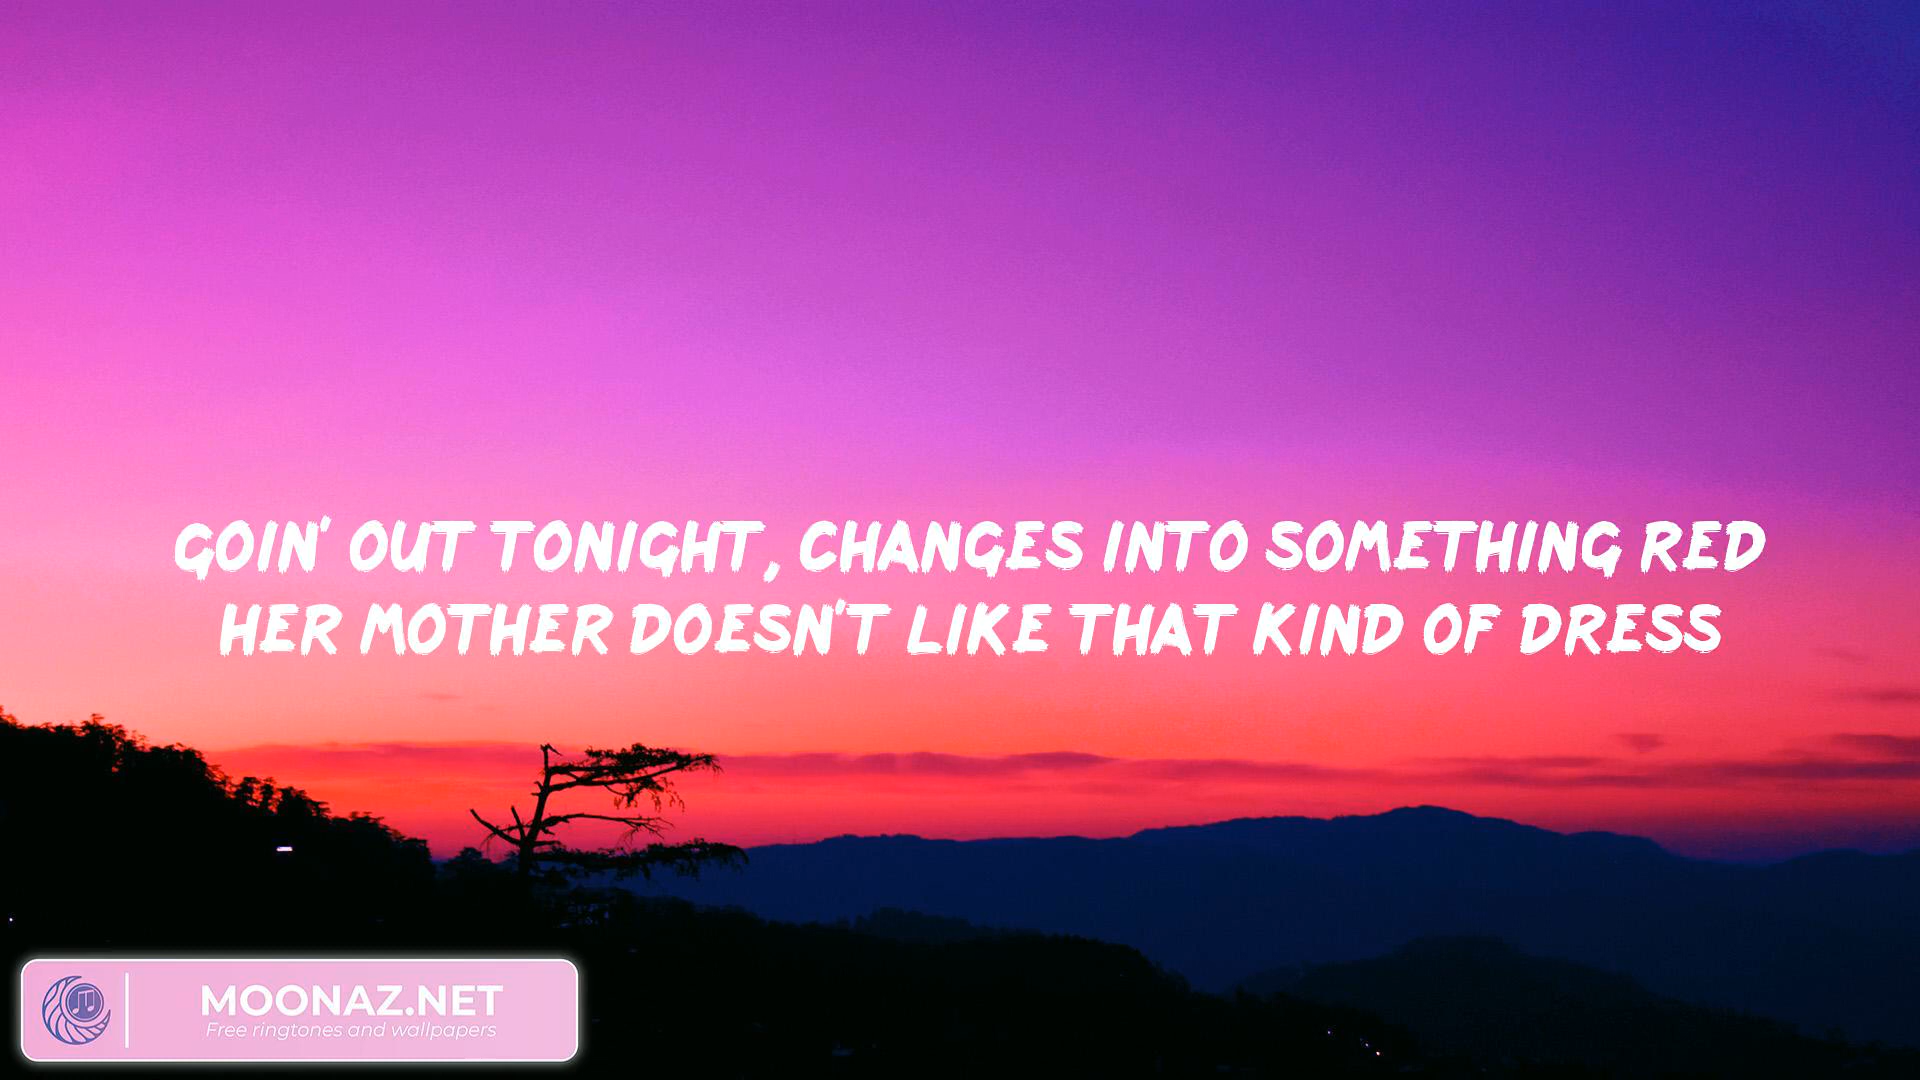 GOIN' OUT TONIGHT, CHANGES INTO SOMETHING RED
HER MOTHER DOESN'T LIKE THAT KIND OF DRESS
MOONAZ.NET
Free ringtones and wallpapers